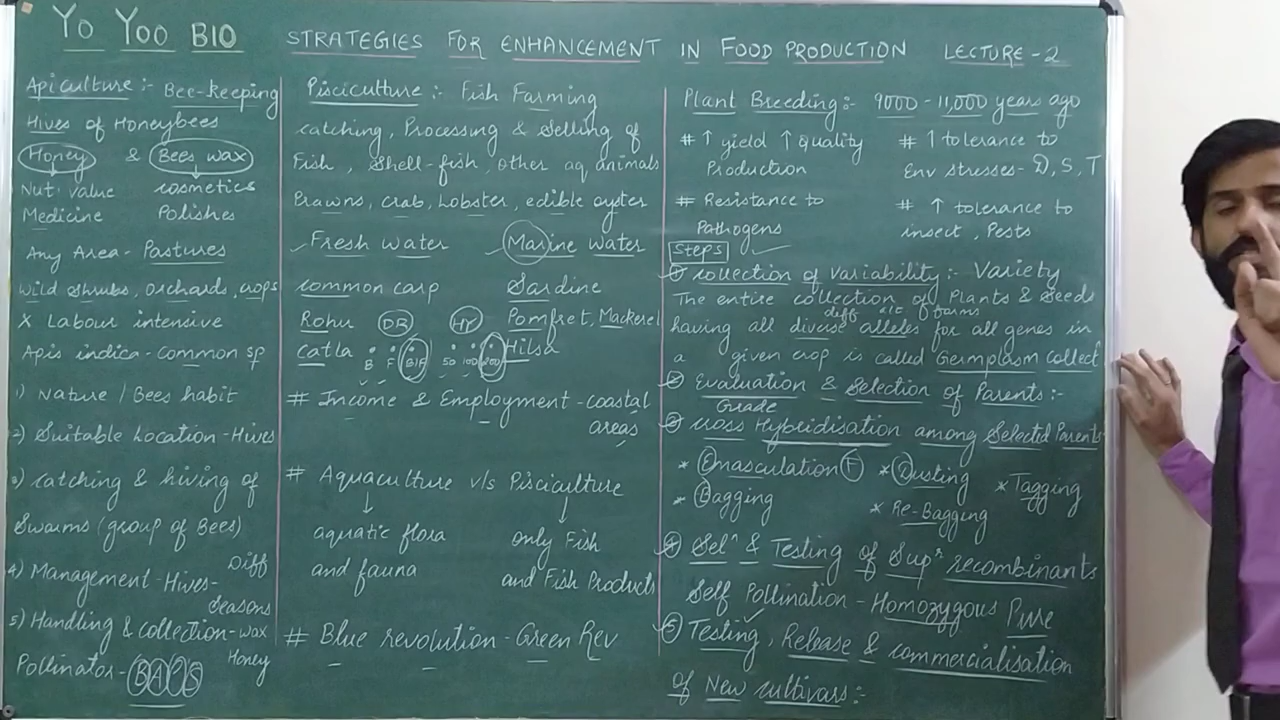 YO YOO BIO
STRATEGIES FOR ENHANCEMENT IN FOOD PRODUCTION LECTURE - 2
Apiculture :- Bee-keeping
Hives of Honeybees
Honey & Bees wax
Nut. value cosmetics
Medicine Polishes
Any Area - Pastures
Wild shrubs, orchards, crops
X Labour intensive
Apis indica - common sp
1) Nature / Bees habit
2) Suitable Location - Hives
3) catching & hiving of
Swarms (group of Bees)
4) Management - Hives -
Diff
seasons
5) Handling & collection - wax
Honey
Pollinator -
Pisciculture :- Fish Farming
catching, Processing & Selling of
Fish, Shell-fish, other aq animals
Prawns, crab, Lobster, edible oyster
Fresh water Marine water
common carp Sardine
Rohu DR HY Pomfret, Mackerel
catla B F BIF 50 100 200 Hilsa
# Income & Employment - coastal
areas
# Aquaculture v/s Pisciculture
aquatic flora only Fish
and fauna and Fish Products
# Blue revolution - Green Rev
Plant Breeding :- 9000 - 11,000 years ago
# ↑ yield ↑ quality
Production
# ↑ tolerance to
Env stresses - D, S, T
# Resistance to
Pathogens
# ↑ tolerance to
insect, Pests
Steps
① collection of variability :- Variety
The entire collection of Plants & Seeds
diff of forms
having all diverse alleles for all genes in
a given crop is called Germplasm collect
② Evaluation & Selection of Parents :-
Grade
③ cross Hybridisation among Selected Parents
* Emasculation F * Dusting * Tagging
* Bagging * Re-Bagging
④ Selⁿ & Testing of Supʳ recombinants
Self Pollination - Homozygous Pure
⑤ Testing, Release & commercialisation
of New cultivars :-